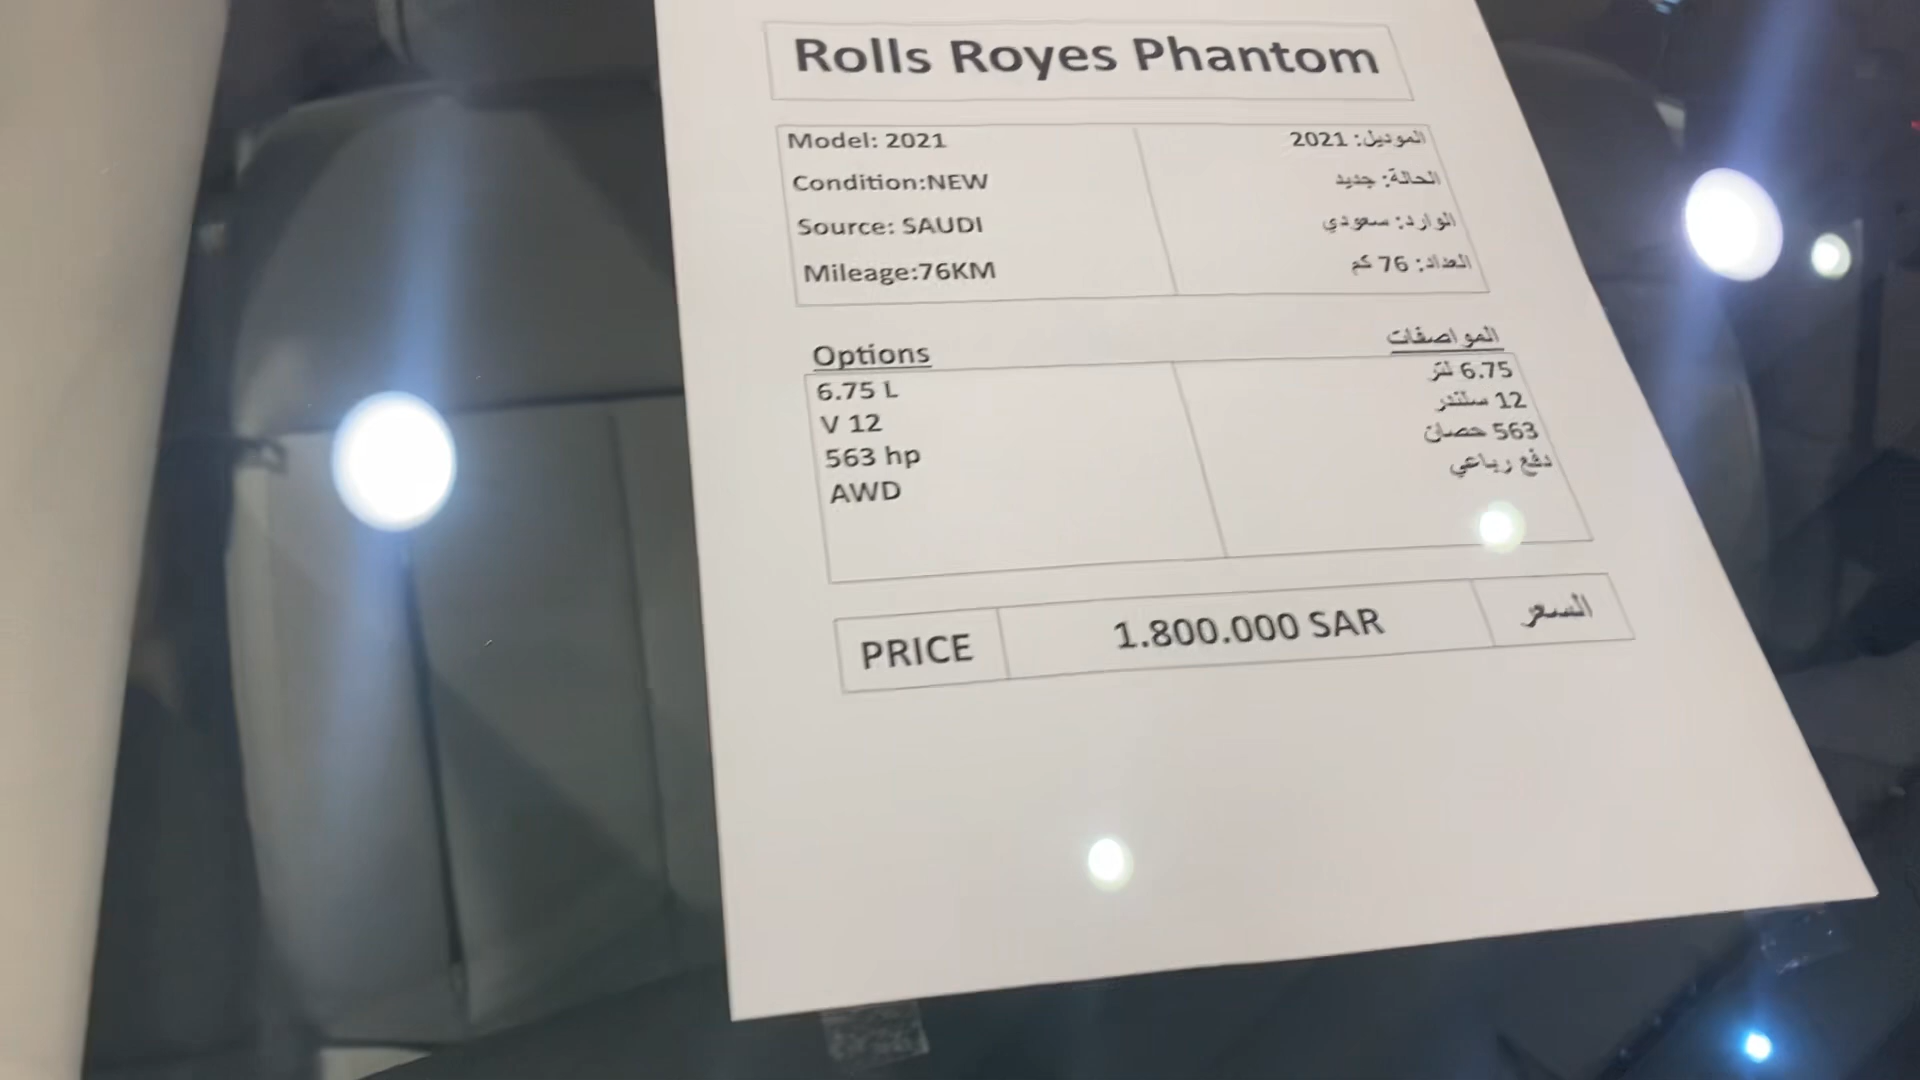 Rolls Royes Phantom
Model: 2021
الموديل: 2021
Condition:NEW
الحالة: جديد
Source: SAUDI
الوارد: سعودي
Mileage:76KM
العداد: 76 كم
Options
المواصفات
6.75 L
6.75 لتر
V 12
12 سلندر
563 hp
563 حصان
AWD
دفع رباعي
PRICE
1.800.000 SAR
السعر